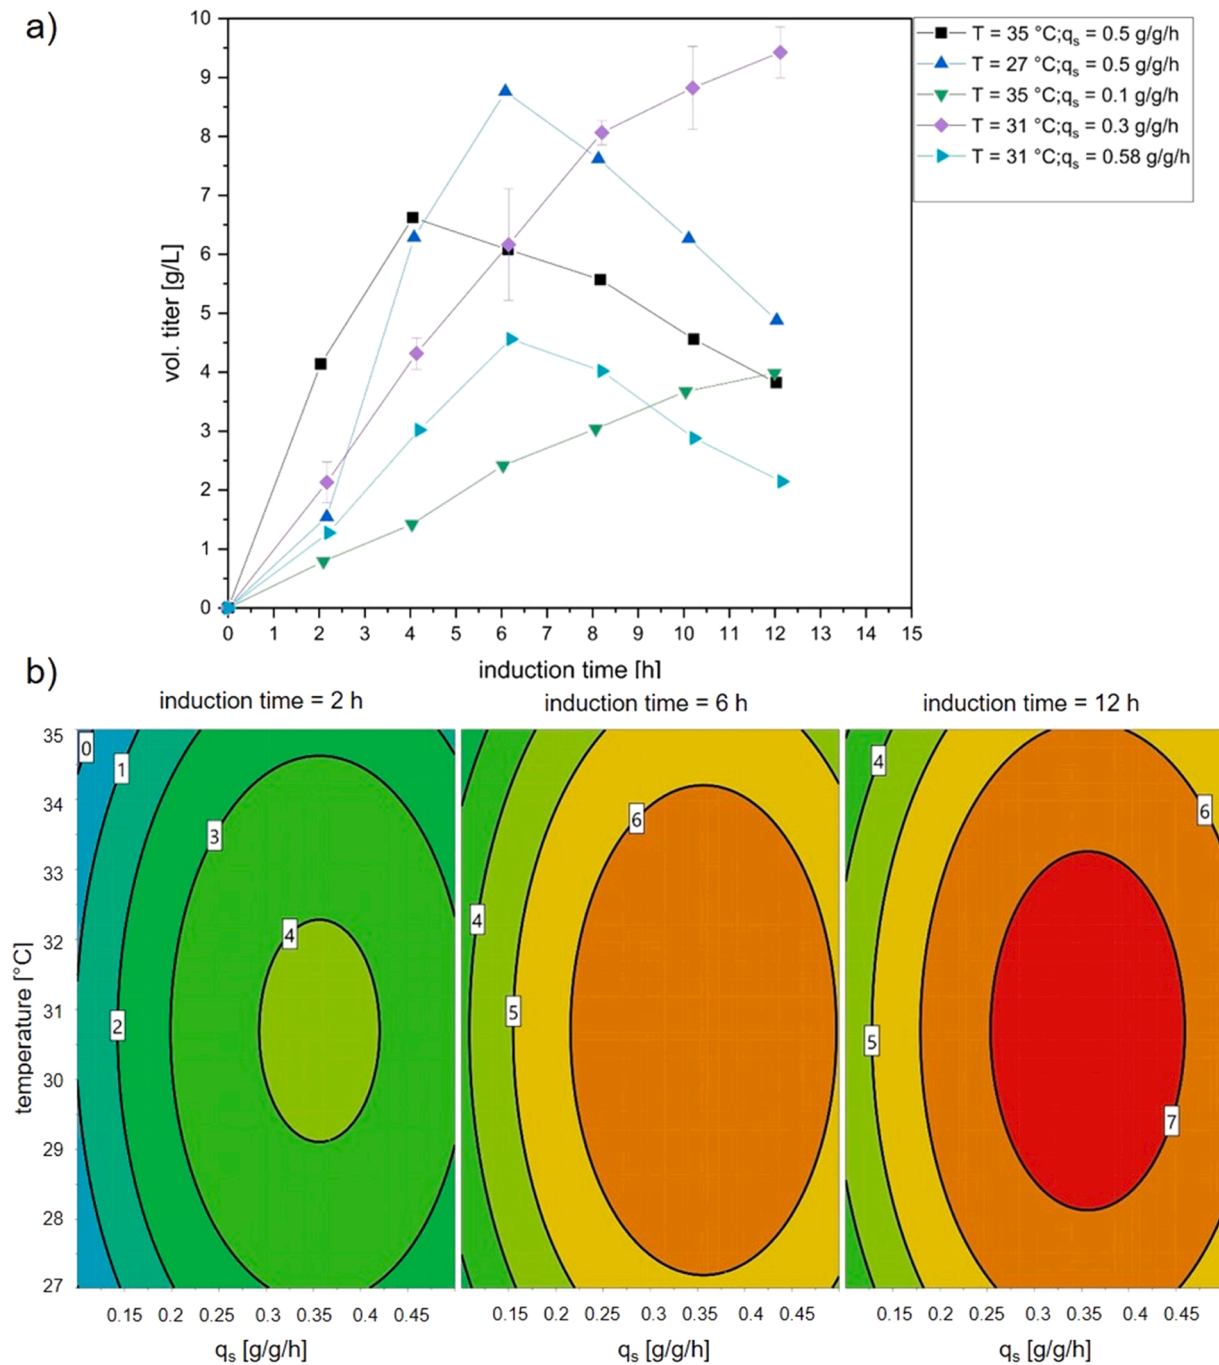 a)
10
9
8
7
6
5
4
3
2
1
0
vol. titer [g/L]
0 1 2 3 4 5 6 7 8 9 10 11 12 13 14 15
induction time [h]
T = 35 °C;qs = 0.5 g/g/h
T = 27 °C;qs = 0.5 g/g/h
T = 35 °C;qs = 0.1 g/g/h
T = 31 °C;qs = 0.3 g/g/h
T = 31 °C;qs = 0.58 g/g/h
b)
induction time = 2 h
induction time = 6 h
induction time = 12 h
35
34
33
32
31
30
29
28
27
temperature [°C]
0
1
2
3
4
4
5
6
4
5
6
7
0.15 0.2 0.25 0.3 0.35 0.4 0.45
0.15 0.2 0.25 0.3 0.35 0.4 0.45
0.15 0.2 0.25 0.3 0.35 0.4 0.45
qs [g/g/h]
qs [g/g/h]
qs [g/g/h]